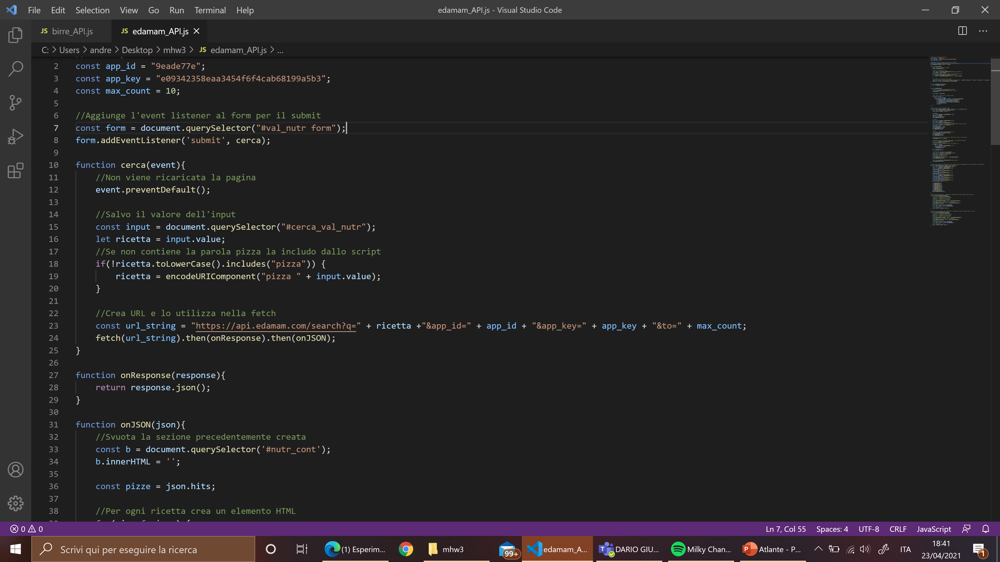 File Edit Selection View Go Run Terminal Help
edamam_API.js - Visual Studio Code
JS birre_API.js
JS edamam_API.js
C: > Users > andre > Desktop > mhw3 > JS edamam_API.js > ...
2 const app_id = "9eade77e";
3 const app_key = "e09342358eaa3454f6f4cab68199a5b3";
4 const max_count = 10;
5
6 //Aggiunge l'event listener al form per il submit
7 const form = document.querySelector("#val_nutr form");
8 form.addEventListener('submit', cerca);
9
10 function cerca(event){
11 //Non viene ricaricata la pagina
12 event.preventDefault();
13
14 //Salvo il valore dell'input
15 const input = document.querySelector("#cerca_val_nutr");
16 let ricetta = input.value;
17 //Se non contiene la parola pizza la includo dallo script
18 if(!ricetta.toLowerCase().includes("pizza")) {
19 ricetta = encodeURIComponent("pizza " + input.value);
20 }
21
22 //Crea URL e lo utilizza nella fetch
23 const url_string = "https://api.edamam.com/search?q=" + ricetta +"&app_id=" + app_id + "&app_key=" + app_key + "&to=" + max_count;
24 fetch(url_string).then(onResponse).then(onJSON);
25 }
26
27 function onResponse(response){
28 return response.json();
29 }
30
31 function onJSON(json){
32 //Svuota la sezione precedentemente creata
33 const b = document.querySelector('#nutr_cont');
34 b.innerHTML = '';
35
36 const pizze = json.hits;
37
38 //Per ogni ricetta crea un elemento HTML
0 0
Ln 7, Col 55 Spaces: 4 UTF-8 CRLF JavaScript
Scrivi qui per eseguire la ricerca
(1) Esperim...
mhw3
99+
edamam_A...
DARIO GIU...
Milky Chan...
Atlante - P...
ITA
18:41
23/04/2021
1